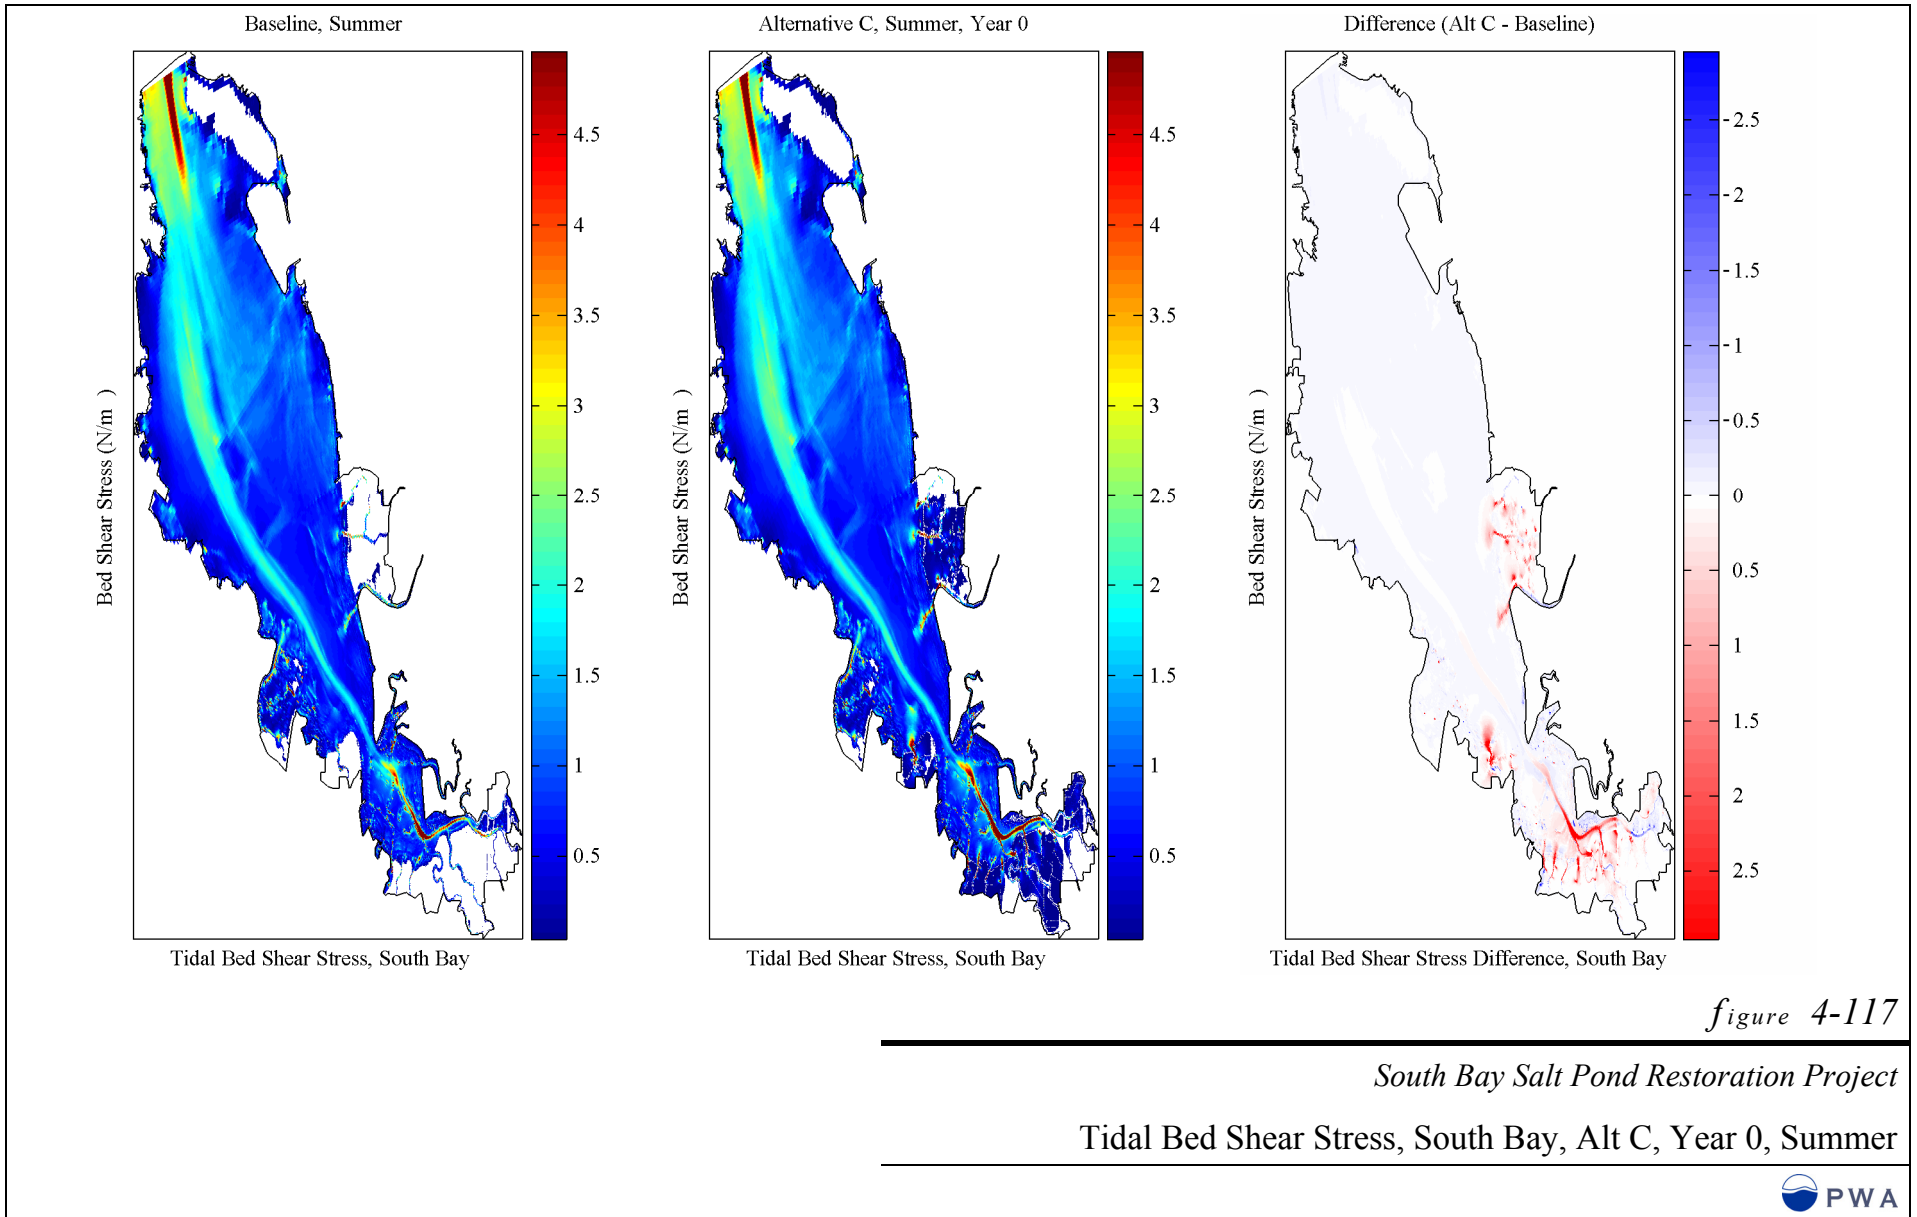 Baseline, Summer
Alternative C, Summer, Year 0
Difference (Alt C - Baseline)
Bed Shear Stress (N/m )
4.5
4
3.5
3
2.5
2
1.5
1
0.5
Bed Shear Stress (N/m )
4.5
4
3.5
3
2.5
2
1.5
1
0.5
Bed Shear Stress (N/m )
-2.5
-2
-1.5
-1
-0.5
0
0.5
1
1.5
2
2.5
Tidal Bed Shear Stress, South Bay
Tidal Bed Shear Stress, South Bay
Tidal Bed Shear Stress Difference, South Bay
figure 4-117
South Bay Salt Pond Restoration Project
Tidal Bed Shear Stress, South Bay, Alt C, Year 0, Summer
PWA